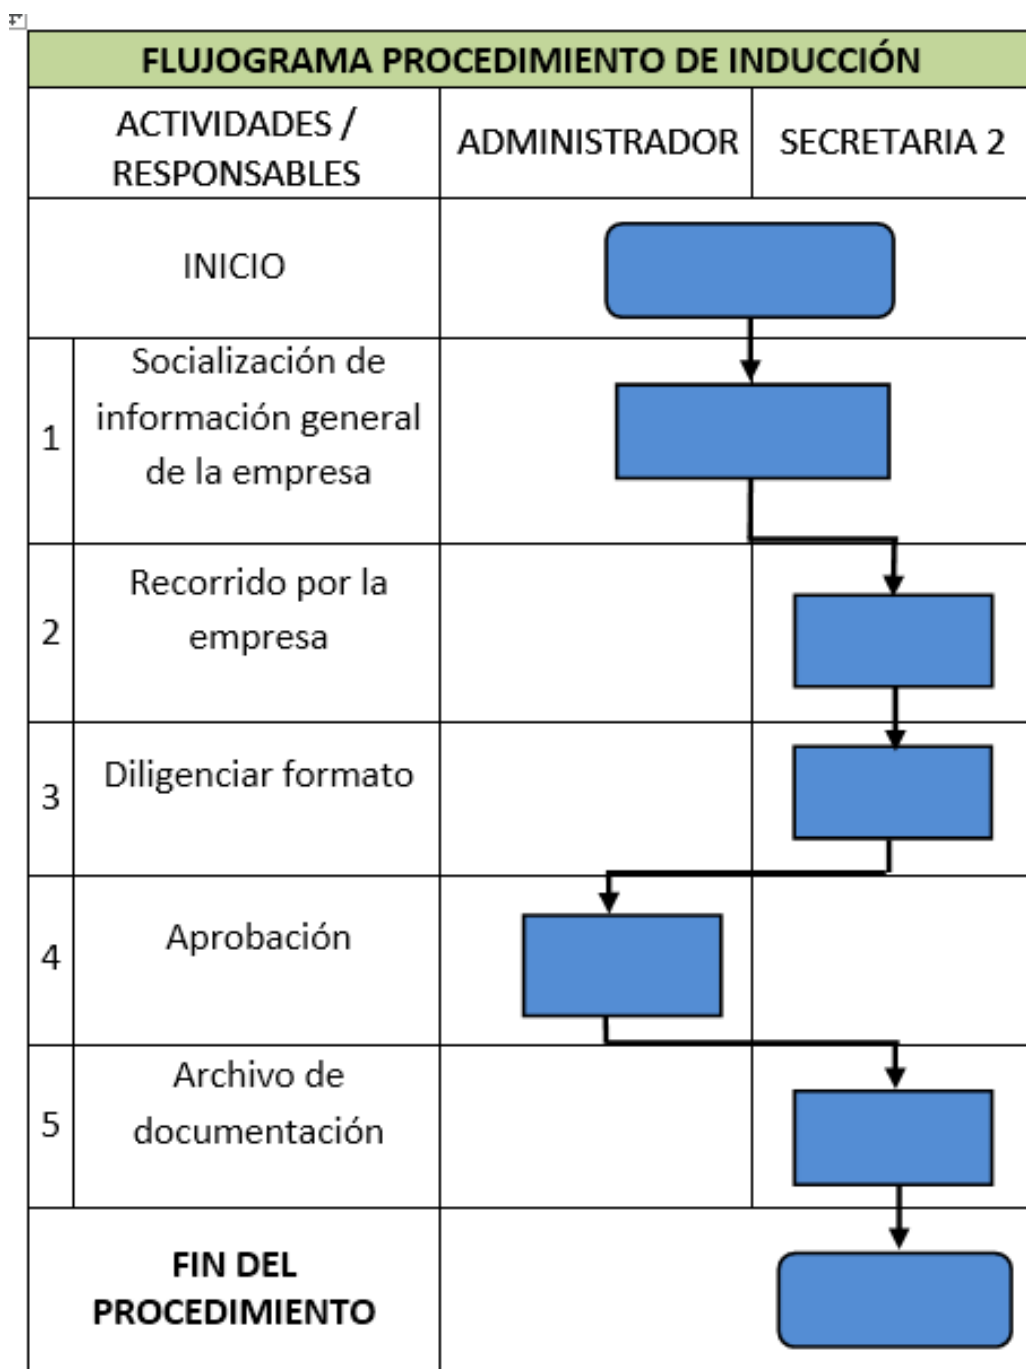 FLUJOGRAMA PROCEDIMIENTO DE INDUCCIÓN
ACTIVIDADES /
RESPONSABLES
ADMINISTRADOR
SECRETARIA 2
INICIO
1
Socialización de
información general
de la empresa
2
Recorrido por la
empresa
3
Diligenciar formato
4
Aprobación
5
Archivo de
documentación
FIN DEL
PROCEDIMIENTO